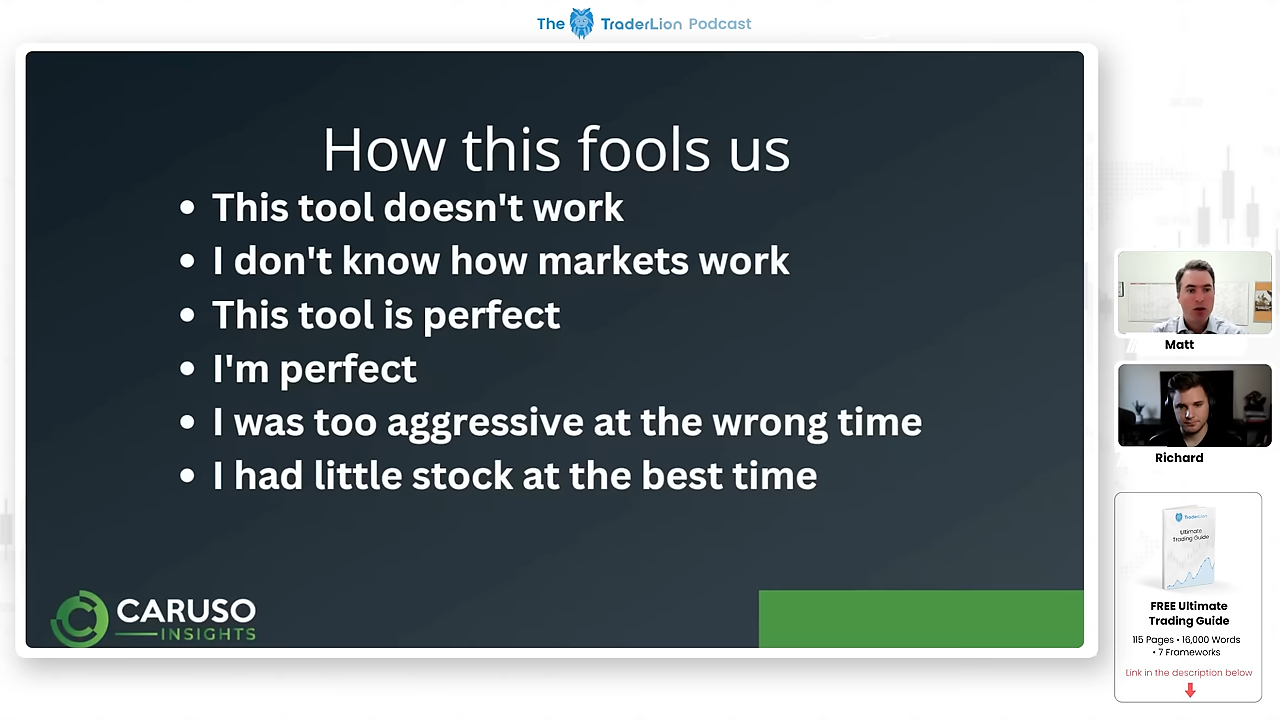 The TraderLion Podcast
How this fools us
• This tool doesn't work
• I don't know how markets work
• This tool is perfect
• I'm perfect
• I was too aggressive at the wrong time
• I had little stock at the best time
CARUSO
INSIGHTS
Matt
Richard
TraderLion
Ultimate
Trading Guide
FREE Ultimate
Trading Guide
115 Pages • 16,000 Words
• 7 Frameworks
Link in the description below